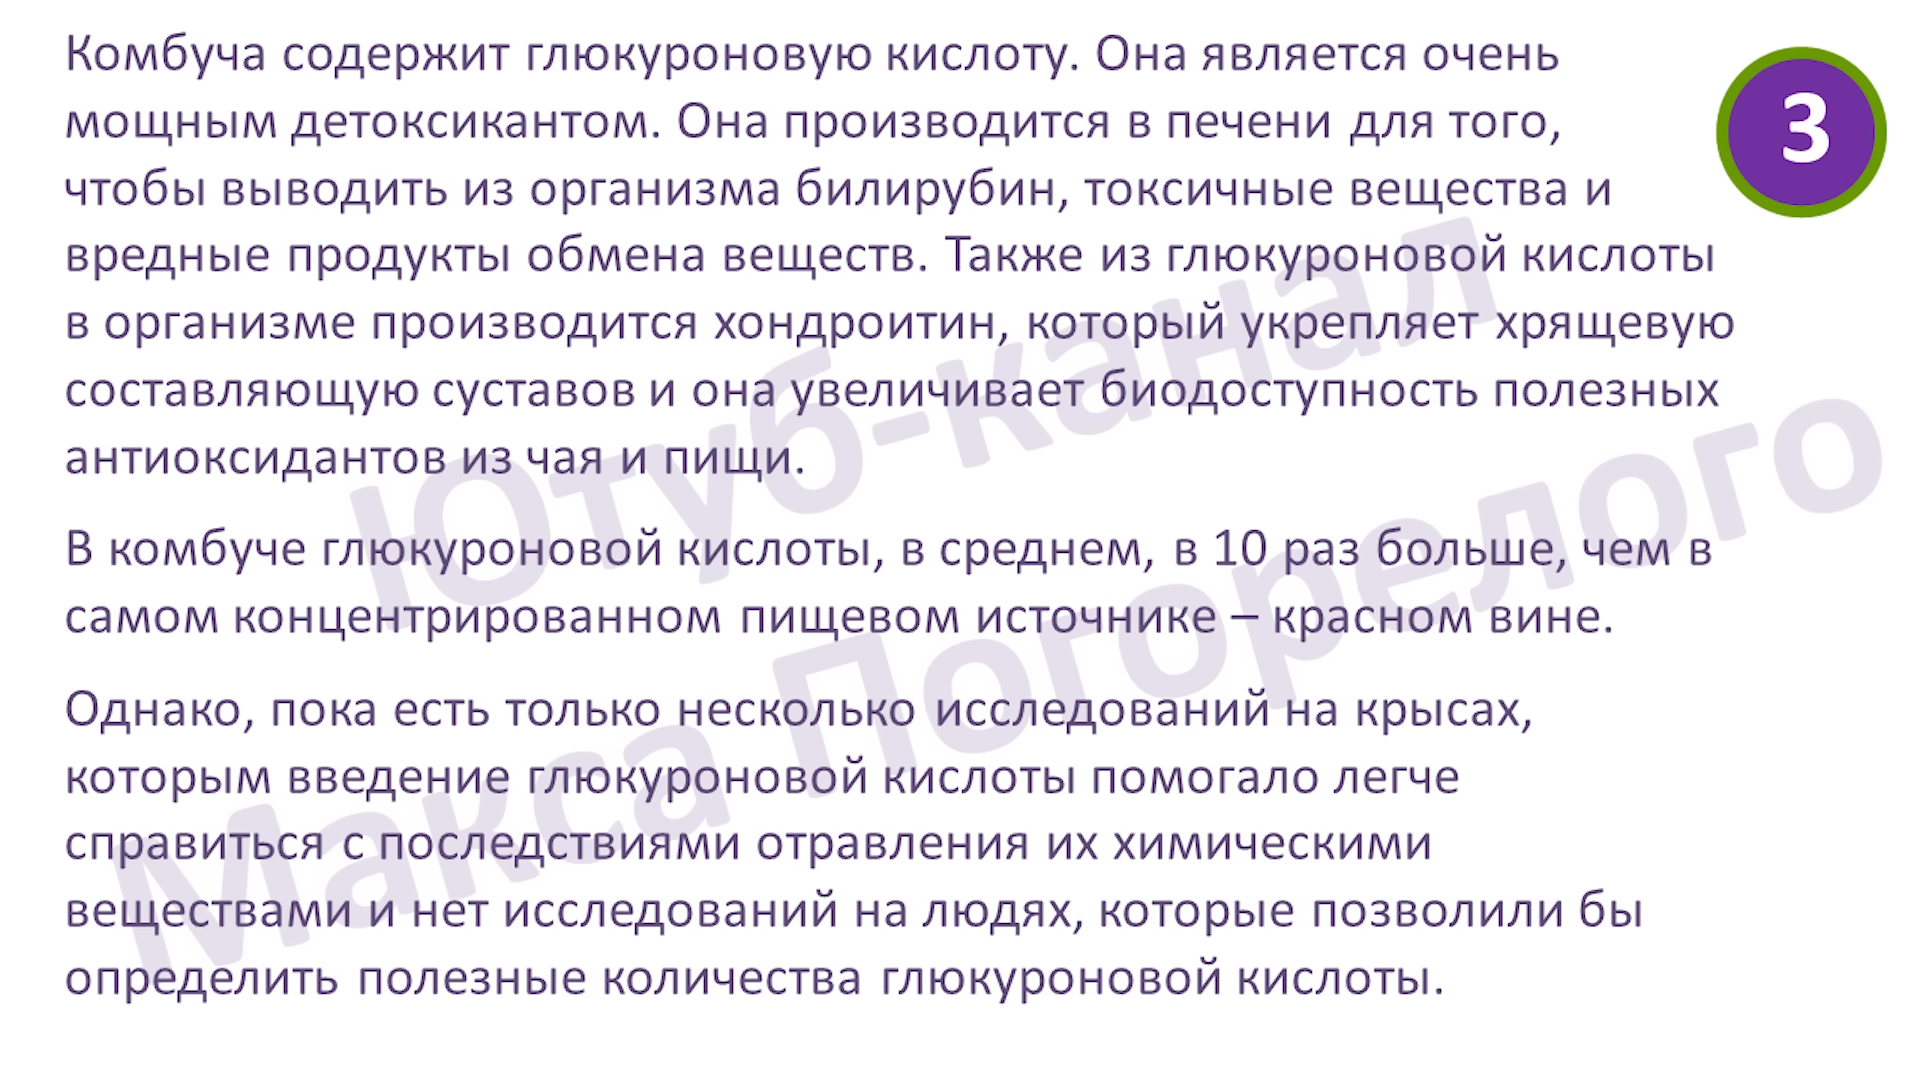 Комбуча содержит глюкуроновую кислоту. Она является очень
мощным детоксикантом. Она производится в печени для того,
чтобы выводить из организма билирубин, токсичные вещества и
вредные продукты обмена веществ. Также из глюкуроновой кислоты
в организме производится хондроитин, который укрепляет хрящевую
составляющую суставов и она увеличивает биодоступность полезных
антиоксидантов из чая и пищи.
В комбуче глюкуроновой кислоты, в среднем, в 10 раз больше, чем в
самом концентрированном пищевом источнике – красном вине.
Однако, пока есть только несколько исследований на крысах,
которым введение глюкуроновой кислоты помогало легче
справиться с последствиями отравления их химическими
веществами и нет исследований на людях, которые позволили бы
определить полезные количества глюкуроновой кислоты.
3
Ютуб-канал
Макса Погорелого